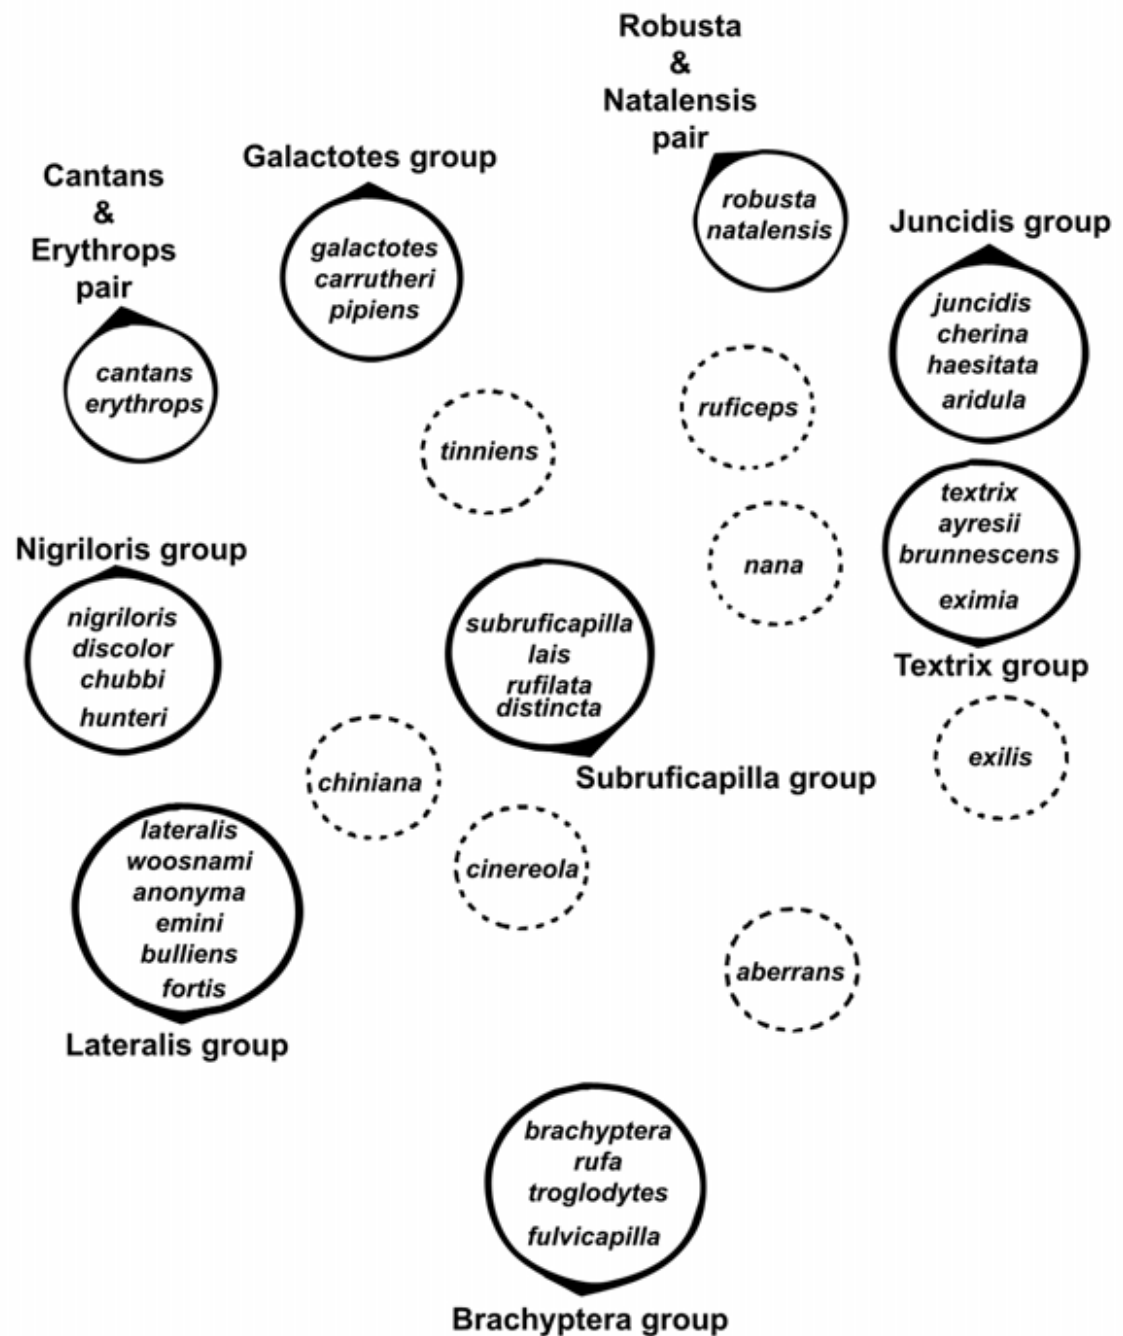 Robusta
&
Natalensis
pair
robusta
natalensis
Galactotes group
galactotes
carrutheri
pipiens
Cantans
&
Erythrops
pair
cantans
erythrops
Juncidis group
juncidis
cherina
haesitata
aridula
ruficeps
tinniens
textrix
ayresii
brunnescens
eximia
Textrix group
nana
Nigriloris group
nigriloris
discolor
chubbi
hunteri
subruficapilla
lais
rufilata
distincta
Subruficapilla group
exilis
chiniana
cinereola
lateralis
woosnami
anonyma
emini
bulliens
fortis
Lateralis group
aberrans
brachyptera
rufa
troglodytes
fulvicapilla
Brachyptera group